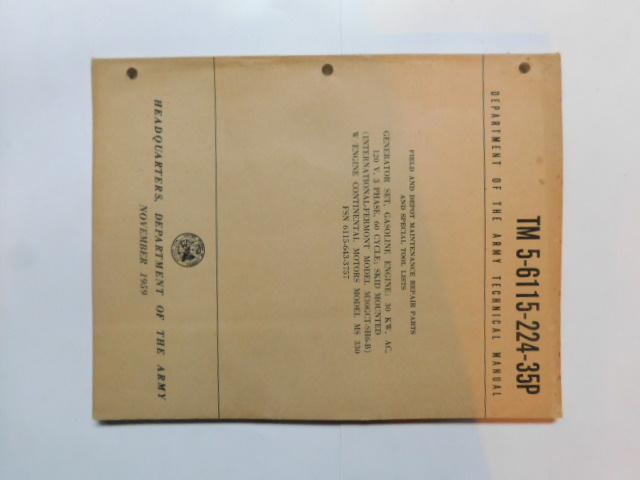 TM 5-6115-224-35P
DEPARTMENT OF THE ARMY TECHNICAL MANUAL
FIELD AND DEPOT MAINTENANCE REPAIR PARTS
AND SPECIAL TOOL LISTS
GENERATOR SET, GASOLINE ENGINE: 30 KW, AC,
120 V, 3 PHASE, 60 CYCLE; SKID MOUNTED
(INTERNATIONAL-FERMONT MODEL
W/ENGINE CONTINENTAL MOTORS MODEL MS 330
FSN 6115-643-3757
HEADQUARTERS, DEPARTMENT OF THE ARMY
NOVEMBER 1959